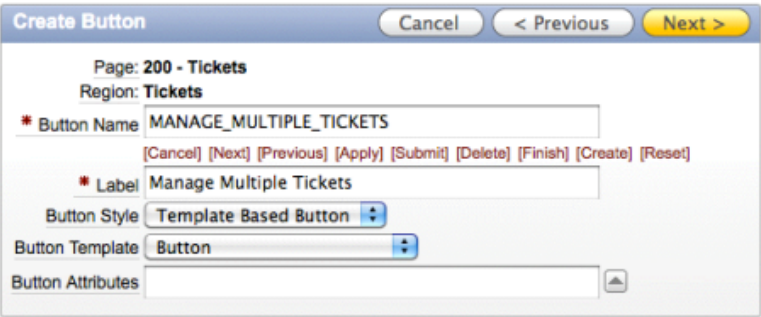 Create Button Cancel < Previous Next >
Page: 200 - Tickets
Region: Tickets
* Button Name MANAGE_MULTIPLE_TICKETS
[Cancel] [Next] [Previous] [Apply] [Submit] [Delete] [Finish] [Create] [Reset]
* Label Manage Multiple Tickets
Button Style Template Based Button
Button Template Button
Button Attributes